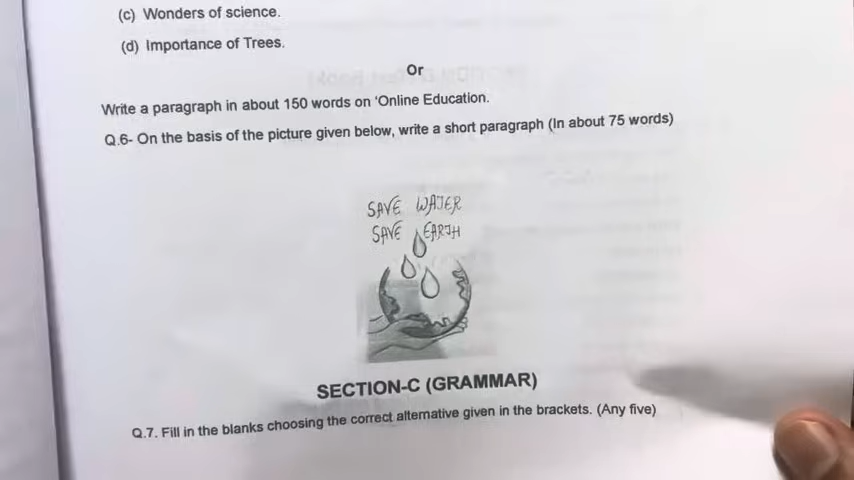 (c) Wonders of science.
(d) Importance of Trees.
Or
Write a paragraph in about 150 words on 'Online Education.
Q.6- On the basis of the picture given below, write a short paragraph (In about 75 words)
SAVE WATER
SAVE EARTH
SECTION-C (GRAMMAR)
Q.7. Fill in the blanks choosing the correct alternative given in the brackets. (Any five)